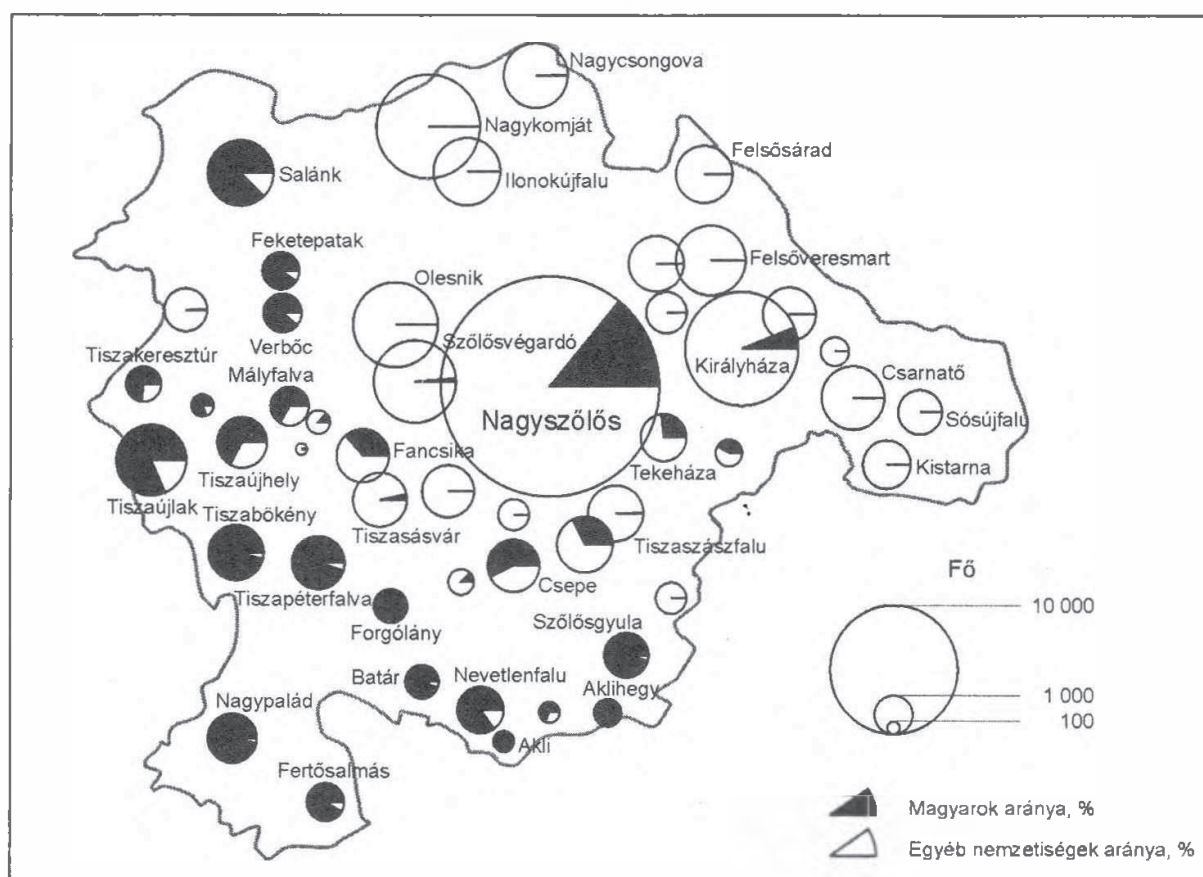 Nagycsongova
Nagykomját
Ilonokújfalu
Felsősárad
Salánk
Feketepatak
Olesnik
Felsőveresmart
Szőlősvégardó
Verbőc
Királyháza
Tiszakeresztúr
Mályfalva
Csarnatő
Sósújfalu
Nagyszőlős
Fancsika
Tekeháza
Kistarna
Tiszaújhely
Tiszaújlak
Tiszabökény
Tiszasásvár
Tiszaszászfalu
Csepe
Tiszapéterfalva
Forgólány
Szőlősgyula
Batár
Nevetlenfalu
Aklihegy
Nagypalád
Akli
Fertősalmás
Fő
10 000
1 000
100
Magyarok aránya, %
Egyéb nemzetiségek aránya, %